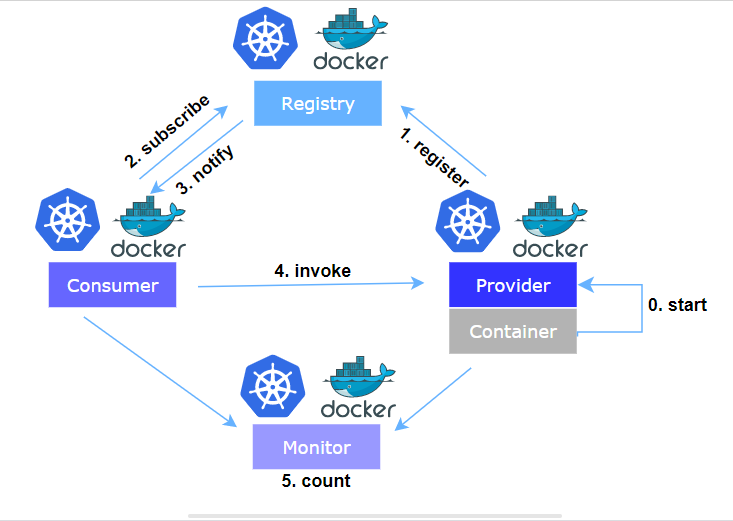 docker
Registry
2. subscribe
3. notify
1. register
docker
docker
Consumer
4. invoke
Provider
0. start
Container
docker
Monitor
5. count